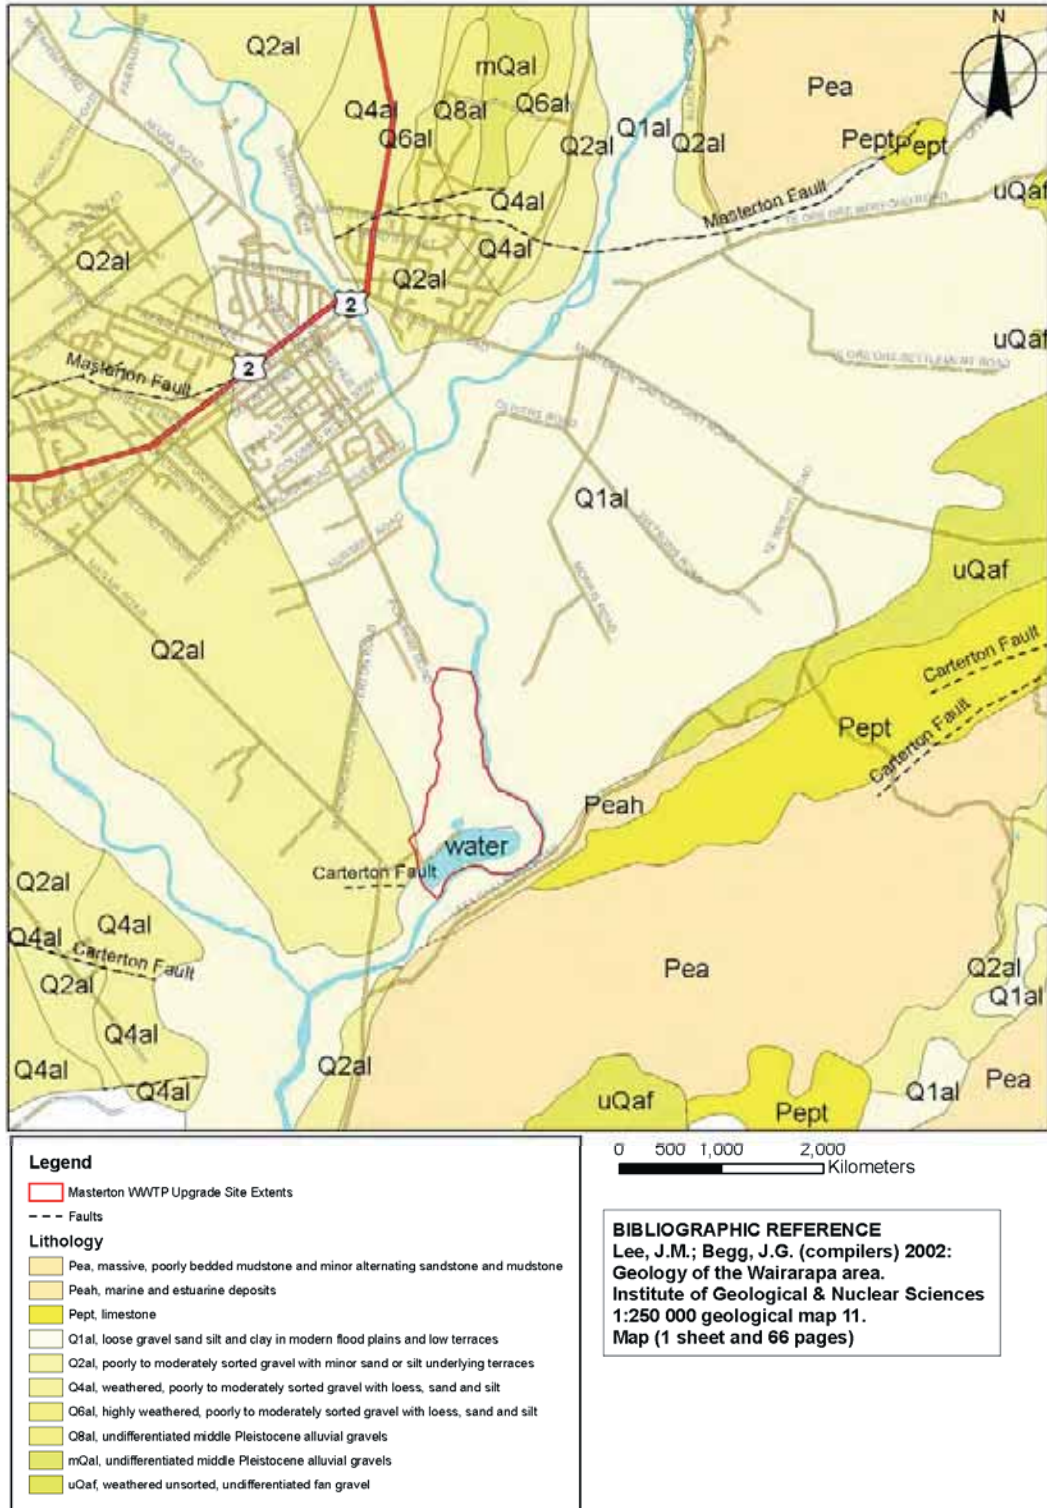 N
Q2al
mQal
Pea
Q4al
Q8al
Q6al
Q6al
Q1al
Q2al
Q2al
Pept
Pept
uQaf
Masterton Fault
Q4al
Q4al
Q2al
Q2al
2
2
Masterton Fault
uQaf
Q1al
uQaf
Q2al
Carterton Fault
Carterton Fault
Pept
Peah
water
Carterton Fault
Q2al
Q4al
Q4al
Carterton Fault
Q2al
Pea
Q2al
Q1al
Q4al
Q4al
Q4al
Q2al
uQaf
Pept
Q1al
Pea
0 500 1,000 2,000
Kilometers
Legend
Masterton WWTP Upgrade Site Extents
Faults
Lithology
Pea, massive, poorly bedded mudstone and minor alternating sandstone and mudstone
Peah, marine and estuarine deposits
Pept, limestone
Q1al, loose gravel sand silt and clay in modern flood plains and low terraces
Q2al, poorly to moderately sorted gravel with minor sand or silt underlying terraces
Q4al, weathered, poorly to moderately sorted gravel with loess, sand and silt
Q6al, highly weathered, poorly to moderately sorted gravel with loess, sand and silt
Q8al, undifferentiated middle Pleistocene alluvial gravels
mQal, undifferentiated middle Pleistocene alluvial gravels
uQaf, weathered unsorted, undifferentiated fan gravel
BIBLIOGRAPHIC REFERENCE
Lee, J.M.; Begg, J.G. (compilers) 2002:
Geology of the Wairarapa area.
Institute of Geological & Nuclear Sciences
1:250 000 geological map 11.
Map (1 sheet and 66 pages)